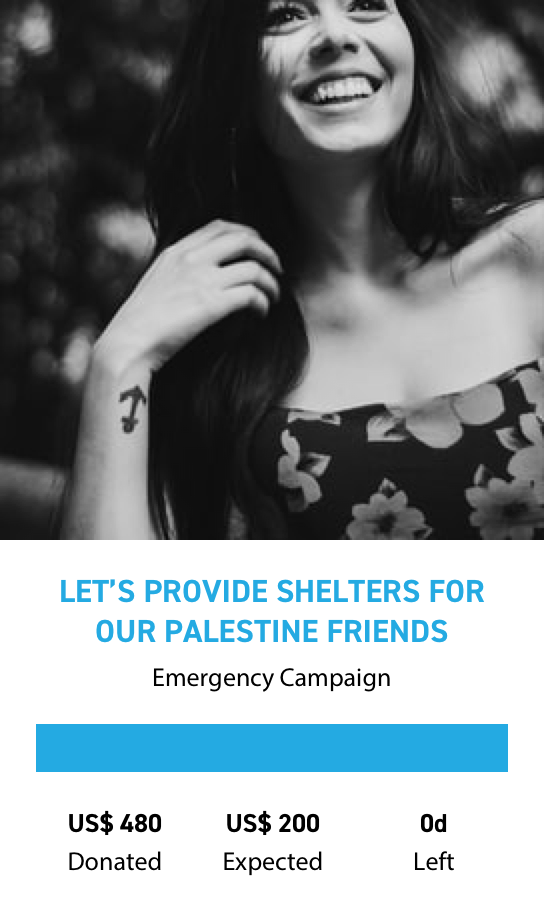 LET’S PROVIDE SHELTERS FOR
OUR PALESTINE FRIENDS
Emergency Campaign
US$ 480 US$ 200 0d
Donated Expected Left